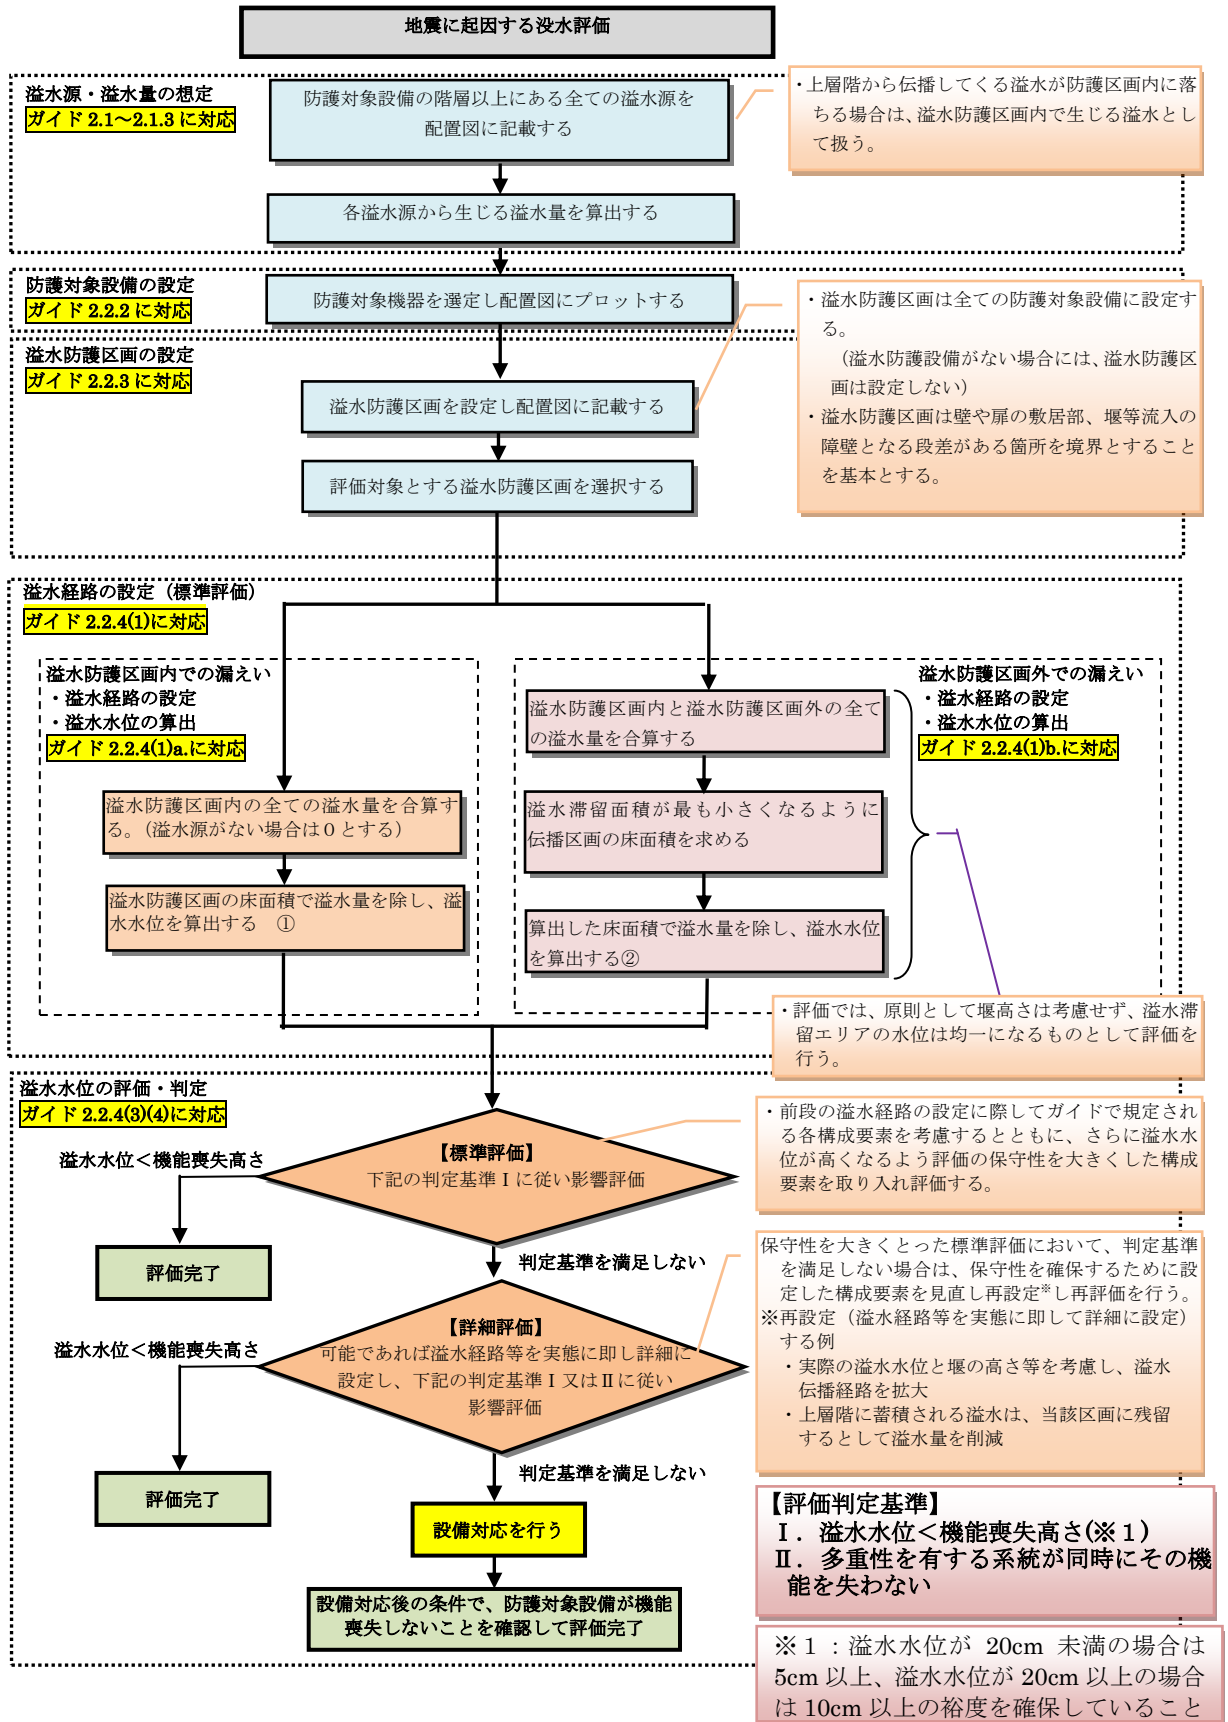 地震に起因する没水評価
溢水源・溢水量の想定
ガイド 2.1～2.1.3 に対応
防護対象設備の階層以上にある全ての溢水源を
配置図に記載する
・上層階から伝播してくる溢水が防護区画内に落
ちる場合は、溢水防護区画内で生じる溢水とし
て扱う。
各溢水源から生じる溢水量を算出する
防護対象設備の設定
ガイド 2.2.2 に対応
防護対象機器を選定し配置図にプロットする
溢水防護区画の設定
ガイド 2.2.3 に対応
溢水防護区画を設定し配置図に記載する
評価対象とする溢水防護区画を選択する
・溢水防護区画は全ての防護対象設備に設定す
る。
（溢水防護設備がない場合には、溢水防護区
画は設定しない）
・溢水防護区画は壁や扉の敷居部、堰等流入の
障壁となる段差がある箇所を境界とすること
を基本とする。
溢水経路の設定（標準評価）
ガイド 2.2.4(1)に対応
溢水防護区画内での漏えい
・溢水経路の設定
・溢水水位の算出
ガイド 2.2.4(1)a.に対応
溢水防護区画内の全ての溢水量を合算す
る。（溢水源がない場合は０とする）
溢水防護区画の床面積で溢水量を除し、溢
水水位を算出する　①
溢水防護区画外での漏えい
・溢水経路の設定
・溢水水位の算出
ガイド 2.2.4(1)b.に対応
溢水防護区画内と溢水防護区画外の全て
の溢水量を合算する
溢水滞留面積が最も小さくなるように
伝播区画の床面積を求める
算出した床面積で溢水量を除し、溢水水位
を算出する②
・評価では、原則として堰高さは考慮せず、溢水滞
留エリアの水位は均一になるものとして評価を
行う。
溢水水位の評価・判定
ガイド 2.2.4(3)(4)に対応
【標準評価】
下記の判定基準Ⅰに従い影響評価
溢水水位＜機能喪失高さ
評価完了
・前段の溢水経路の設定に際してガイドで規定され
る各構成要素を考慮するとともに、さらに溢水水
位が高くなるよう評価の保守性を大きくした構成
要素を取り入れ評価する。
判定基準を満足しない
【詳細評価】
可能であれば溢水経路等を実態に即し詳細に
設定し、下記の判定基準Ⅰ又はⅡに従い
影響評価
溢水水位＜機能喪失高さ
評価完了
保守性を大きくとった標準評価において、判定基準
を満足しない場合は、保守性を確保するために設
定した構成要素を見直し再設定※し再評価を行う。
※再設定（溢水経路等を実態に即して詳細に設定）
する例
・実際の溢水水位と堰の高さ等を考慮し、溢水
伝播経路を拡大
・上層階に蓄積される溢水は、当該区画に残留
するとして溢水量を削減
判定基準を満足しない
設備対応を行う
設備対応後の条件で、防護対象設備が機能
喪失しないことを確認して評価完了
【評価判定基準】
Ⅰ．溢水水位＜機能喪失高さ(※１)
Ⅱ．多重性を有する系統が同時にその機
能を失わない
※１：溢水水位が 20cm 未満の場合は
5cm 以上、溢水水位が 20cm 以上の場合
は 10cm 以上の裕度を確保していること